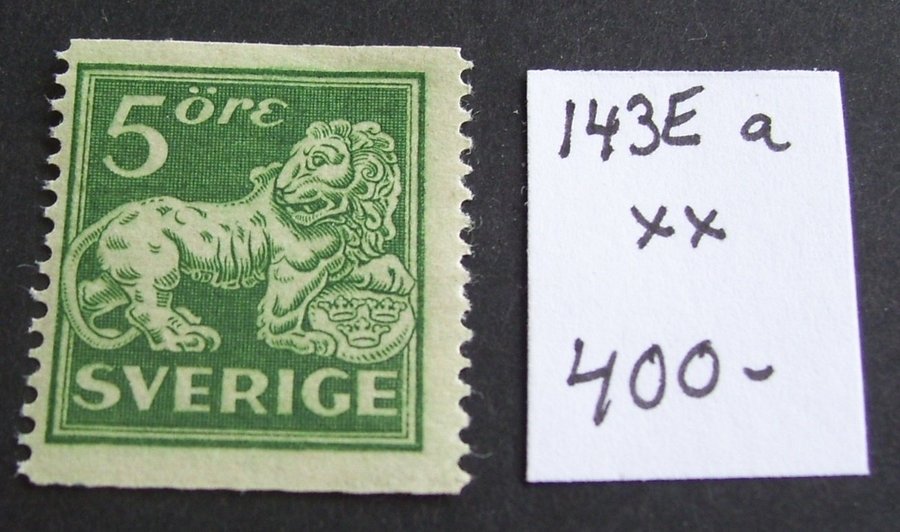 5 öre
SVERIGE
143E a
xx
400-